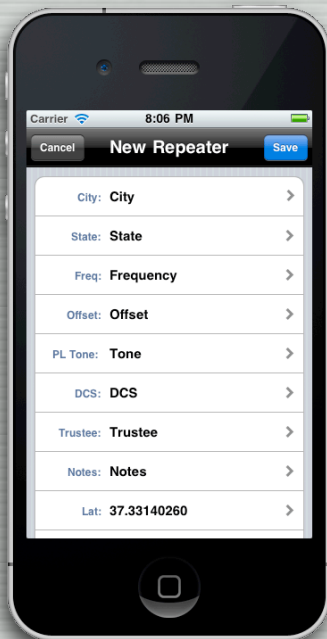 Carrier 8:06 PM
Cancel New Repeater Save
City: City
State: State
Freq: Frequency
Offset: Offset
PL Tone: Tone
DCS: DCS
Trustee: Trustee
Notes: Notes
Lat: 37.33140260